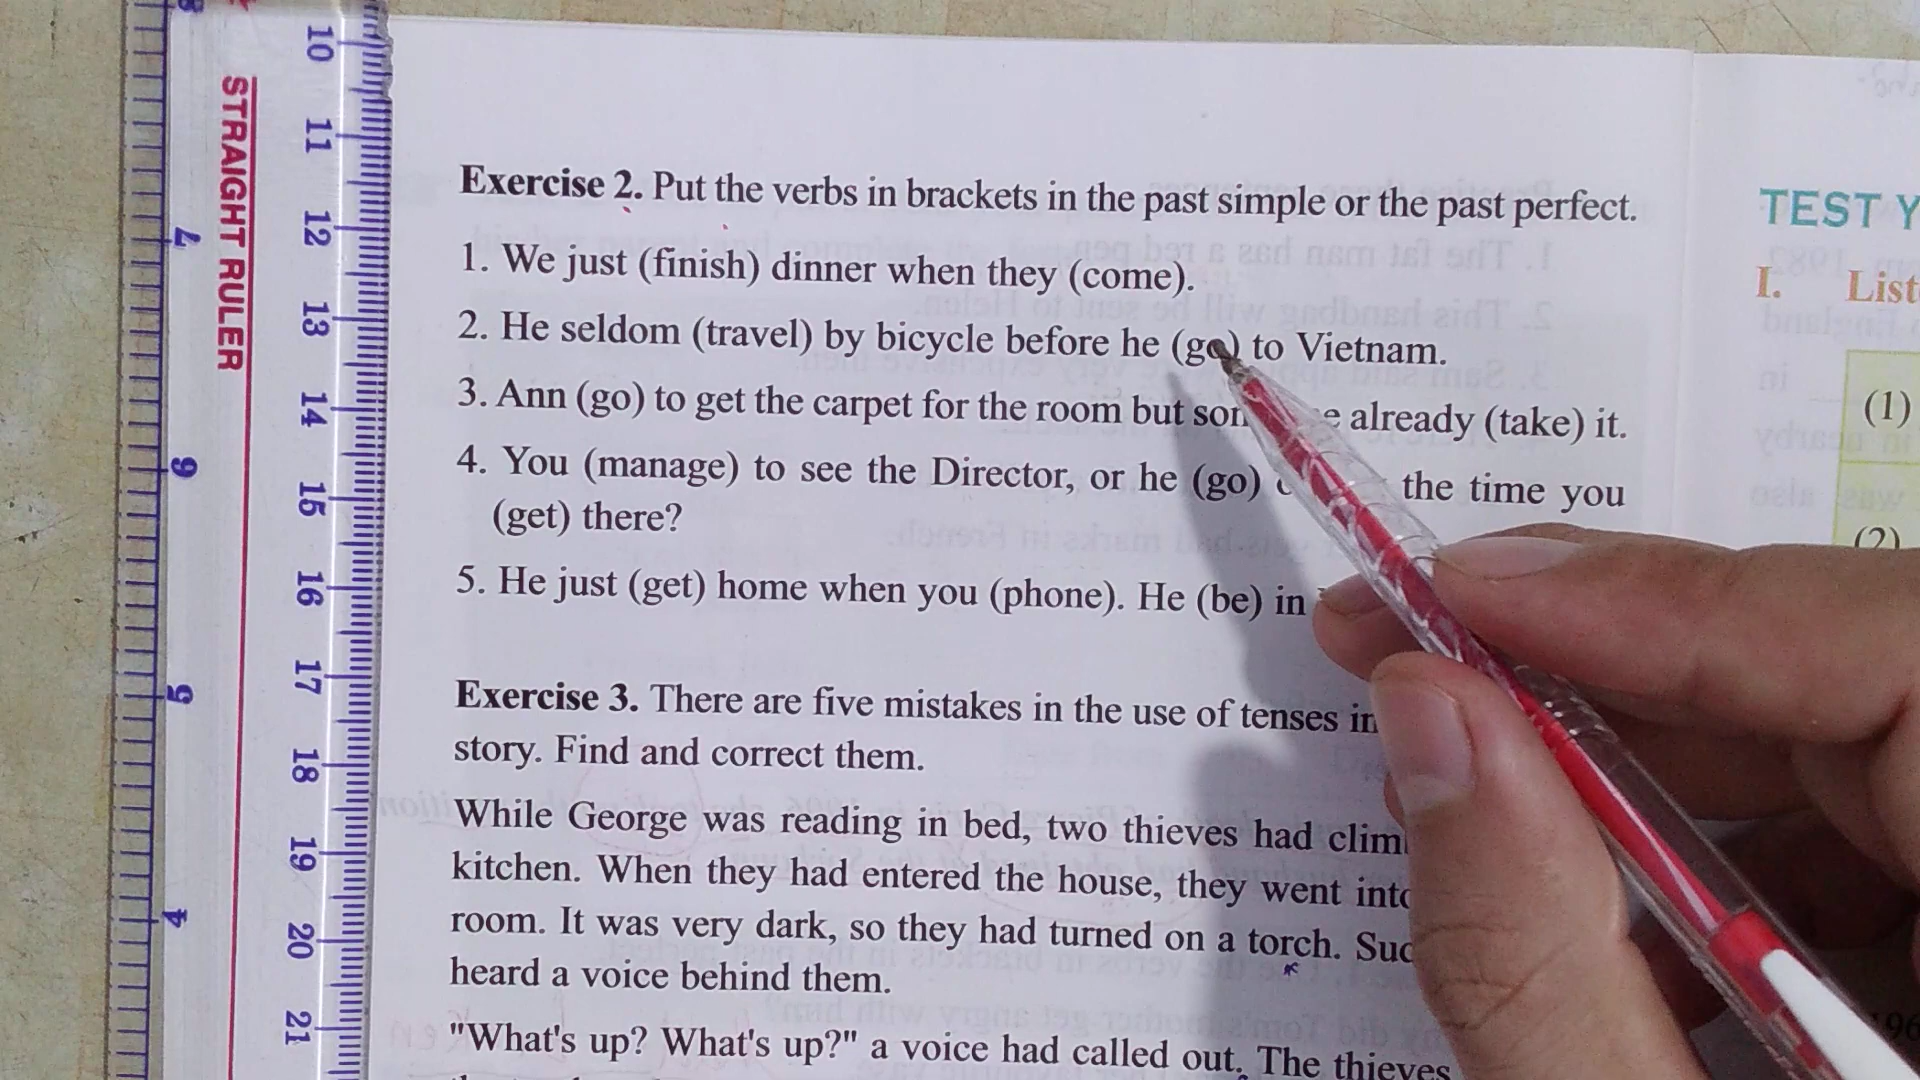 STRAIGHT RULER
10
11
12
13
14
15
16
17
18
19
20
21
7
6
5
4
Exercise 2. Put the verbs in brackets in the past simple or the past perfect.
1. We just (finish) dinner when they (come).
2. He seldom (travel) by bicycle before he (go) to Vietnam.
3. Ann (go) to get the carpet for the room but already (take) it.
4. You (manage) to see the Director, or he (go) the time you
(get) there?
5. He just (get) home when you (phone). He (be) in
Exercise 3. There are five mistakes in the use of tenses in
story. Find and correct them.
While George was reading in bed, two thieves had
kitchen. When they had entered the house, they went
room. It was very dark, so they had turned on a torch.
heard a voice behind them.
"What's up? What's up?" a voice had called out. The thieves
TEST
I.
(1)
(2)